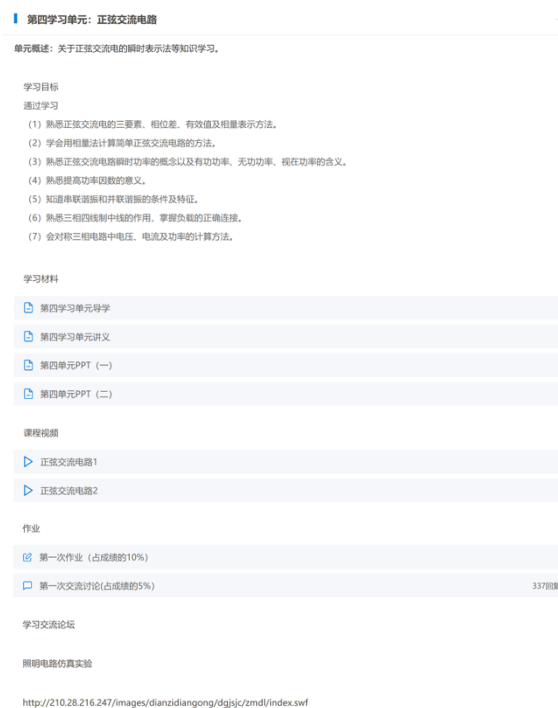 第四学习单元：正弦交流电路
单元概述：关于正弦交流电的瞬时表示法等知识学习。
学习目标
通过学习
（1）熟悉正弦交流电的三要素、相位差、有效值及相量表示方法。
（2）学会用相量法计算简单正弦交流电路的方法。
（3）熟悉正弦交流电路瞬时功率的概念以及有功功率、无功功率、视在功率的含义。
（4）熟悉提高功率因数的意义。
（5）知道串联谐振和并联谐振的条件及特征。
（6）熟悉三相四线制中线的作用，掌握负载的正确连接。
（7）会对称三相电路中电压、电流及功率的计算方法。
学习材料
第四学习单元导学
第四学习单元讲义
第四单元PPT（一）
第四单元PPT（二）
课程视频
正弦交流电路1
正弦交流电路2
作业
第一次作业（占成绩的10%）
第一次交流讨论(占成绩的5%) 337回
学习交流论坛
照明电路仿真实验
http://210.28.216.247/images/dianzidiangong/dgjsjc/zmdl/index.swf